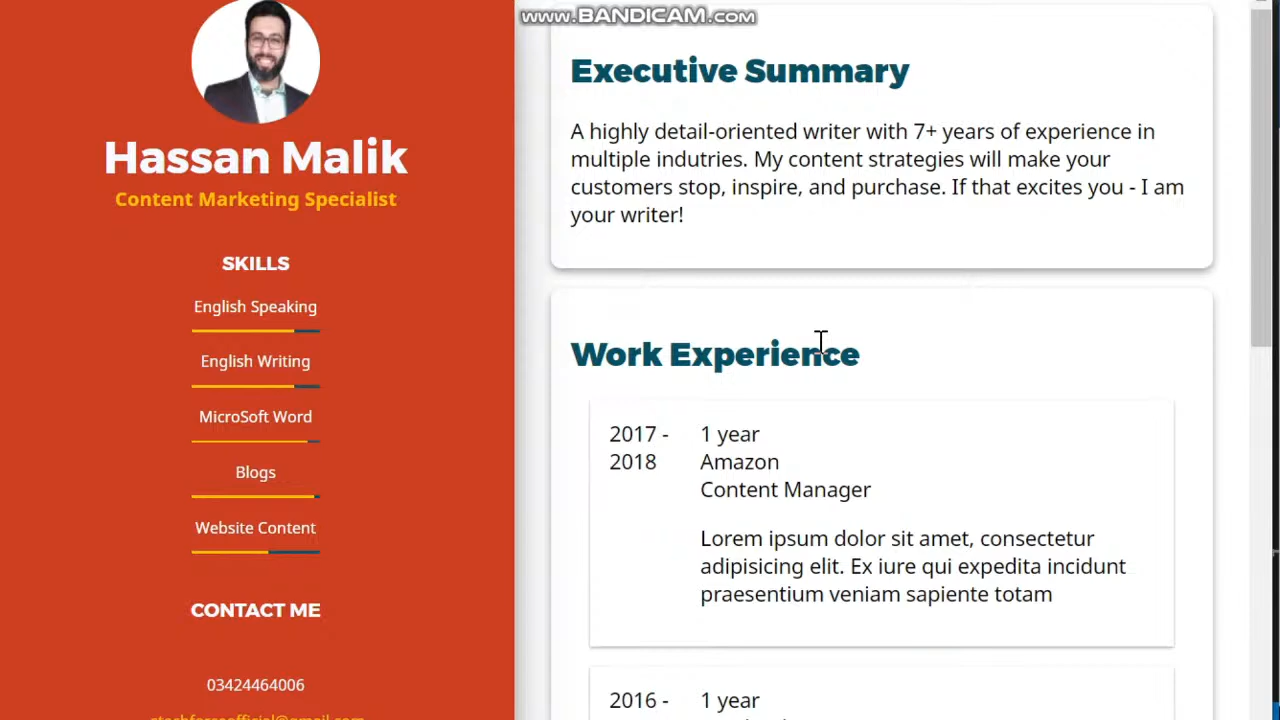 www.BANDICAM.com
Hassan Malik
Content Marketing Specialist
SKILLS
English Speaking
English Writing
MicroSoft Word
Blogs
Website Content
CONTACT ME
03424464006
Executive Summary
A highly detail-oriented writer with 7+ years of experience in
multiple indutries. My content strategies will make your
customers stop, inspire, and purchase. If that excites you - I am
your writer!
Work Experience
2017 -
2018
1 year
Amazon
Content Manager
Lorem ipsum dolor sit amet, consectetur
adipisicing elit. Ex iure qui expedita incidunt
praesentium veniam sapiente totam
2016 -
1 year